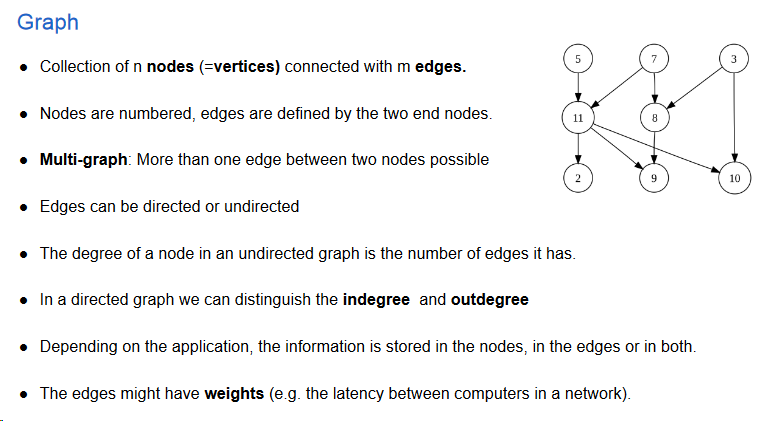 Graph
● Collection of n nodes (=vertices) connected with m edges.
● Nodes are numbered, edges are defined by the two end nodes.
● Multi-graph: More than one edge between two nodes possible
● Edges can be directed or undirected
● The degree of a node in an undirected graph is the number of edges it has.
● In a directed graph we can distinguish the indegree and outdegree
● Depending on the application, the information is stored in the nodes, in the edges or in both.
● The edges might have weights (e.g. the latency between computers in a network).
5 7 3
11 8
2 9 10